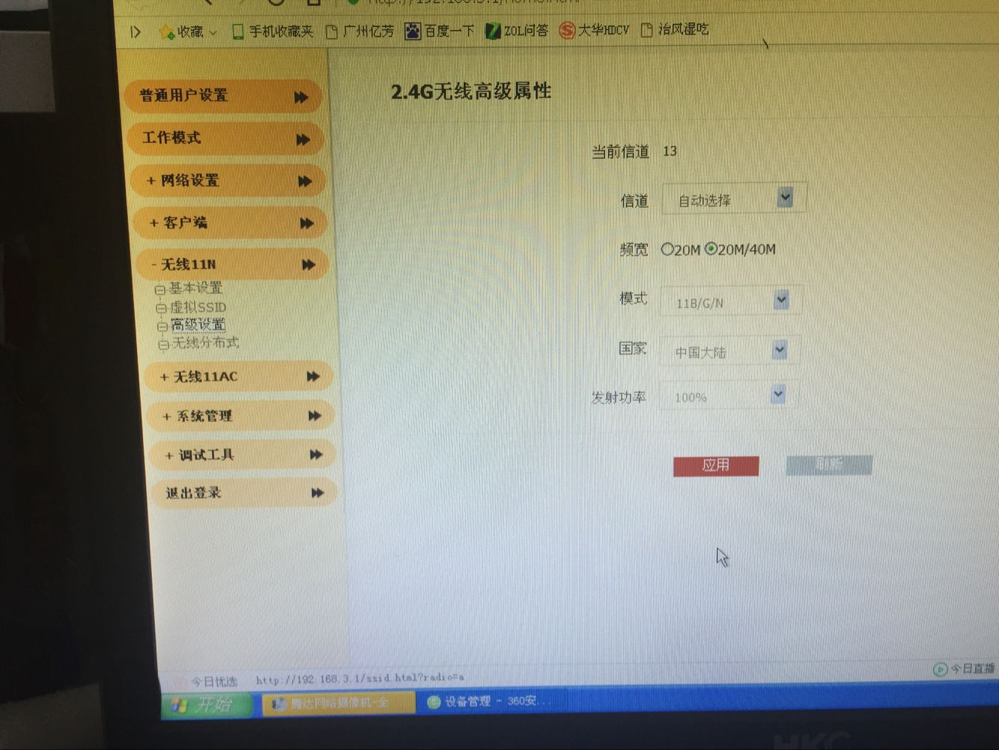 收藏 手机收藏夹 广州亿芳 百度一下 ZOL问答 大华HDCV 治风湿吃
普通用户设置
工作模式
+ 网络设置
+ 客户端
- 无线11N
基本设置
虚拟SSID
高级设置
无线分布式
+ 无线11AC
+ 系统管理
+ 调试工具
退出登录
2.4G无线高级属性
当前信道 13
信道 自动选择
频宽 20M 20M/40M
模式 11B/G/N
国家 中国大陆
发射功率 100%
应用 刷新
今日优选 http://192.168.3.1/ssid.html?radio=a 今日直播
开始 腾达网络摄像机-全 设备管理 - 360安...
HKC